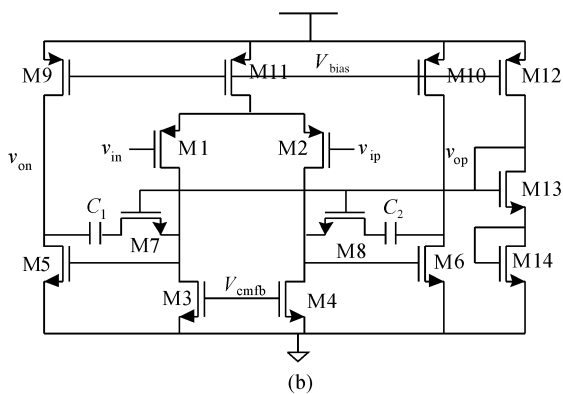 M9
M11
V_bias
M10
M12
v_in
M1
M2
v_ip
v_on
v_op
M13
C_1
C_2
M7
M8
M5
M6
M14
M3
V_cmfb
M4
(b)